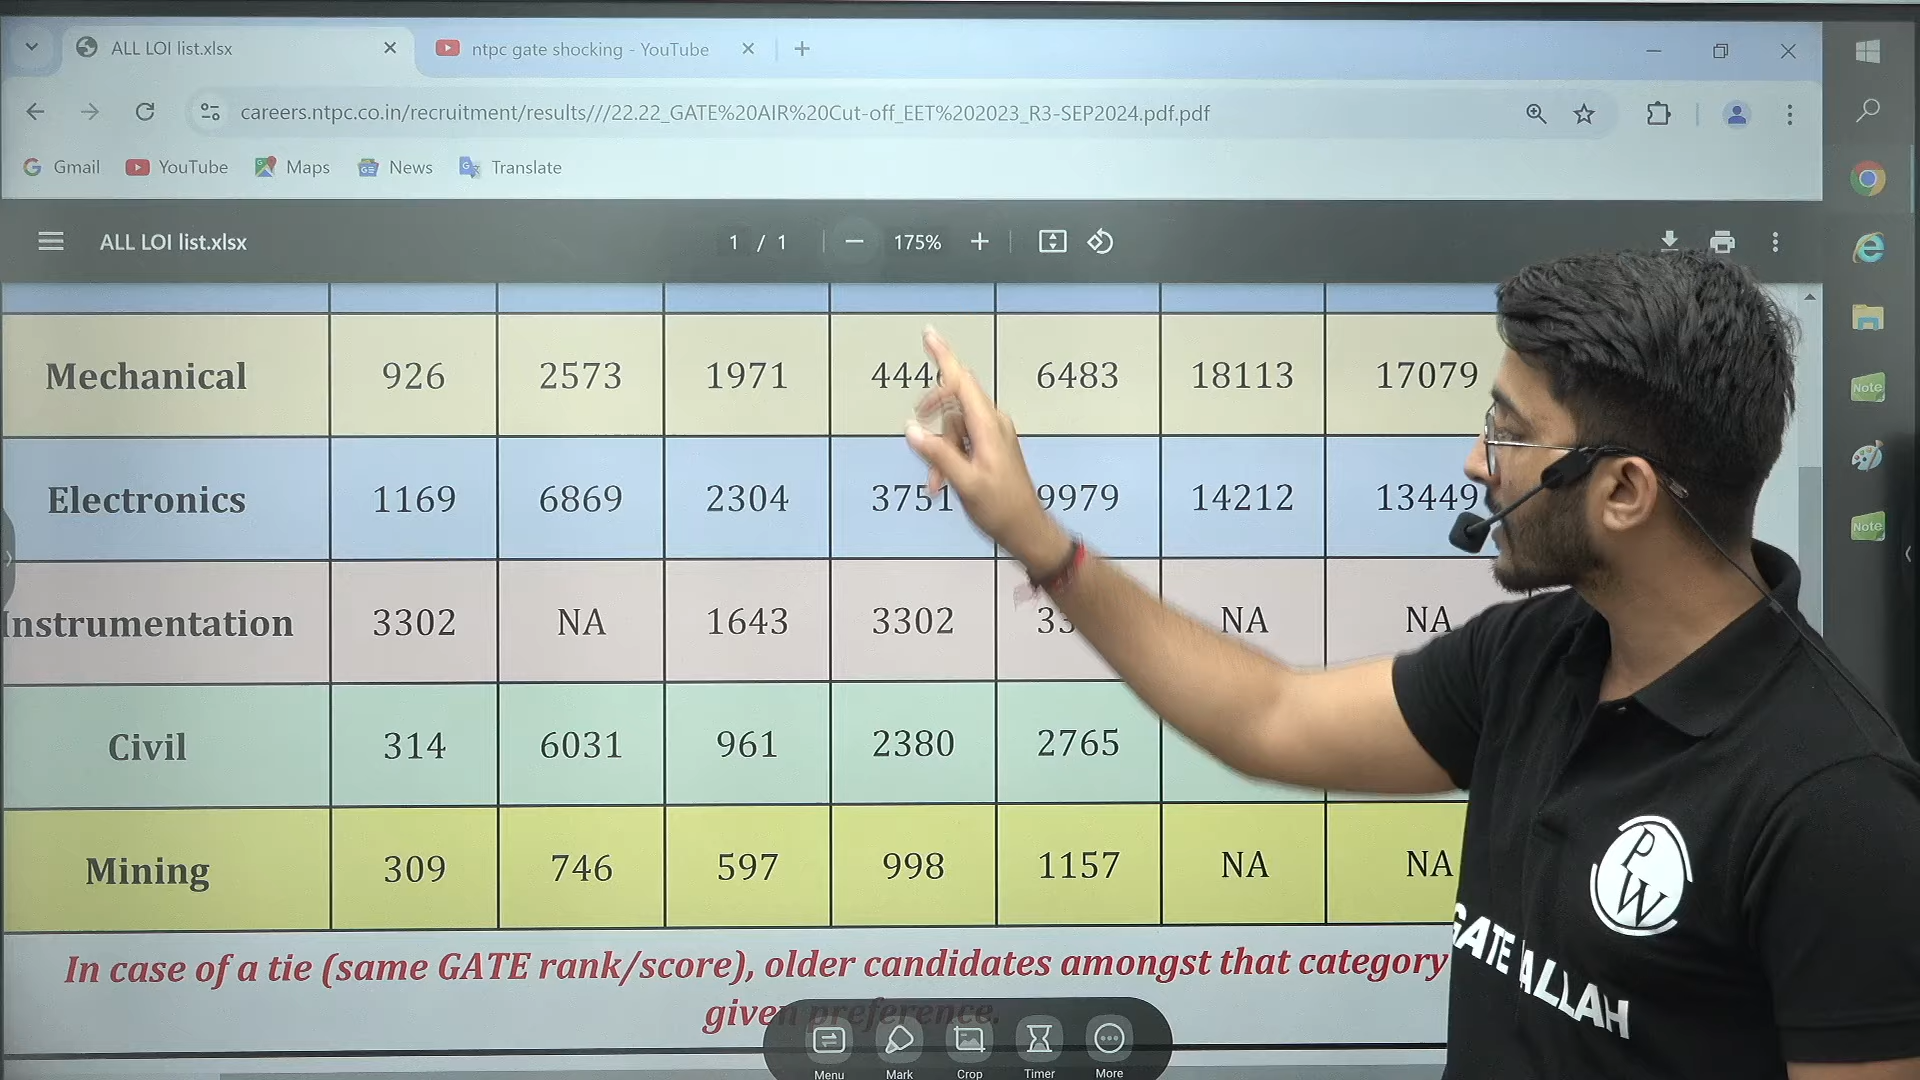 ALL LOI list.xlsx
ntpc gate shocking - YouTube
careers.ntpc.co.in/recruitment/results///22.22_GATE%20AIR%20Cut-off_EET%202023_R3-SEP2024.pdf.pdf
Gmail YouTube Maps News Translate
ALL LOI list.xlsx 1 / 1 175%
Mechanical 926 2573 1971 6483 18113 17079
Electronics 1169 6869 2304 3751 9979 14212 13449
Instrumentation 3302 NA 1643 3302 NA NA
Civil 314 6031 961 2380 2765
Mining 309 746 597 998 1157 NA NA
In case of a tie (same GATE rank/score), older candidates amongst that category
given preference.
Menu Mark Crop Timer More
Note
Note
PW
GATE WALLAH